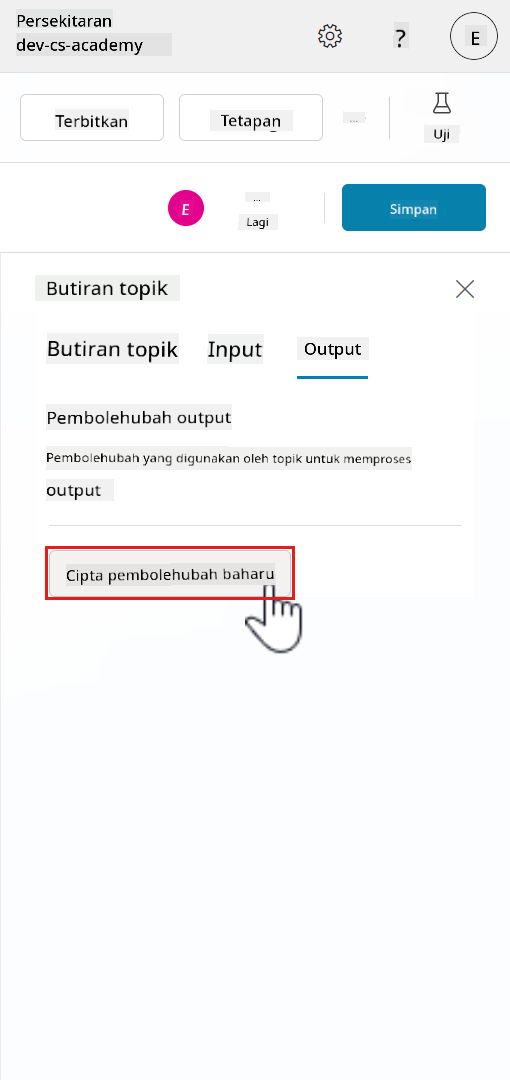 Persekitaran
dev-cs-academy
?
E
Terbitkan
Tetapan
...
Uji
E
...
Lagi
Simpan
Butiran topik
Butiran topik
Input
Output
Pembolehubah output
Pembolehubah yang digunakan oleh topik untuk memproses
output
Cipta pembolehubah baharu